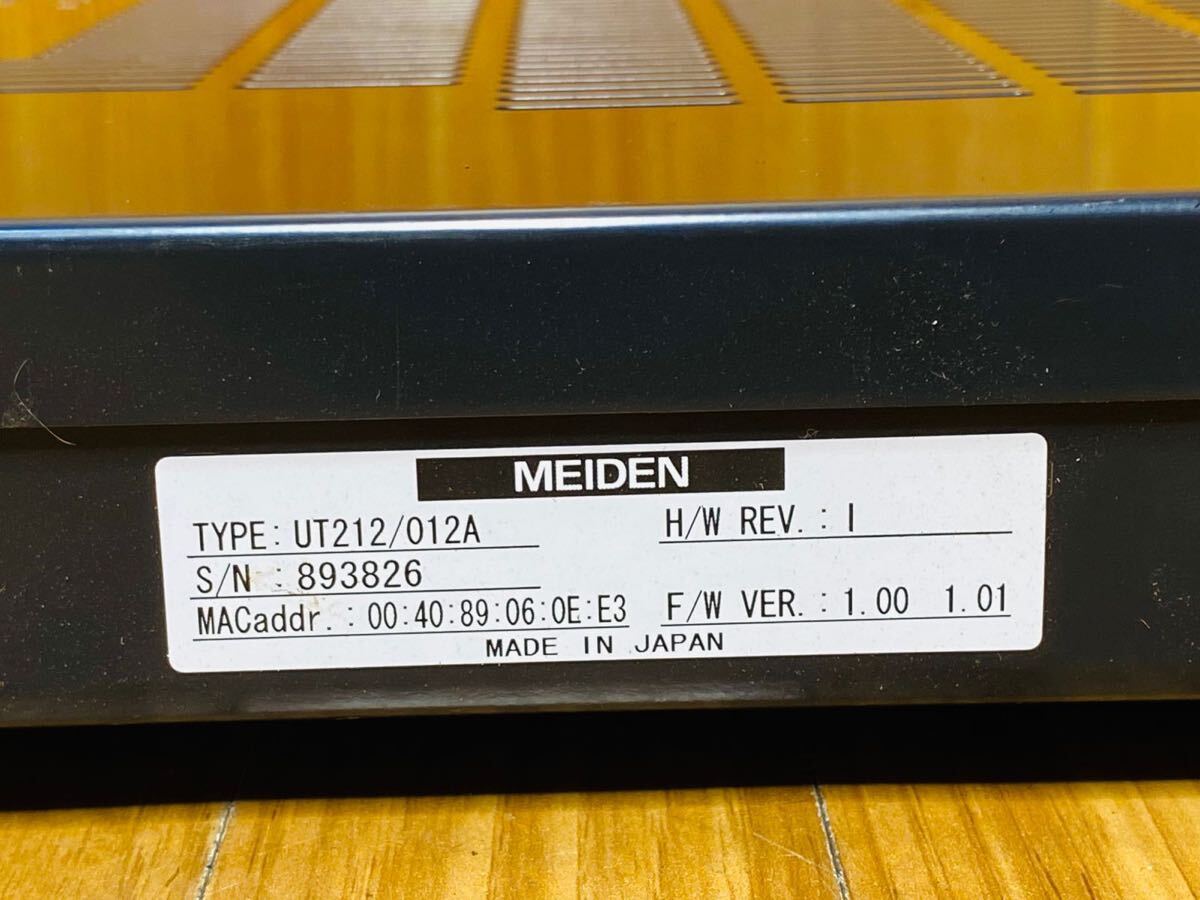 MEIDEN
TYPE: UT212/012A H/W REV. : I
S/N : 893826
MACaddr. : 00:40:89:06:0E:E3 F/W VER. : 1.00 1.01
MADE IN JAPAN